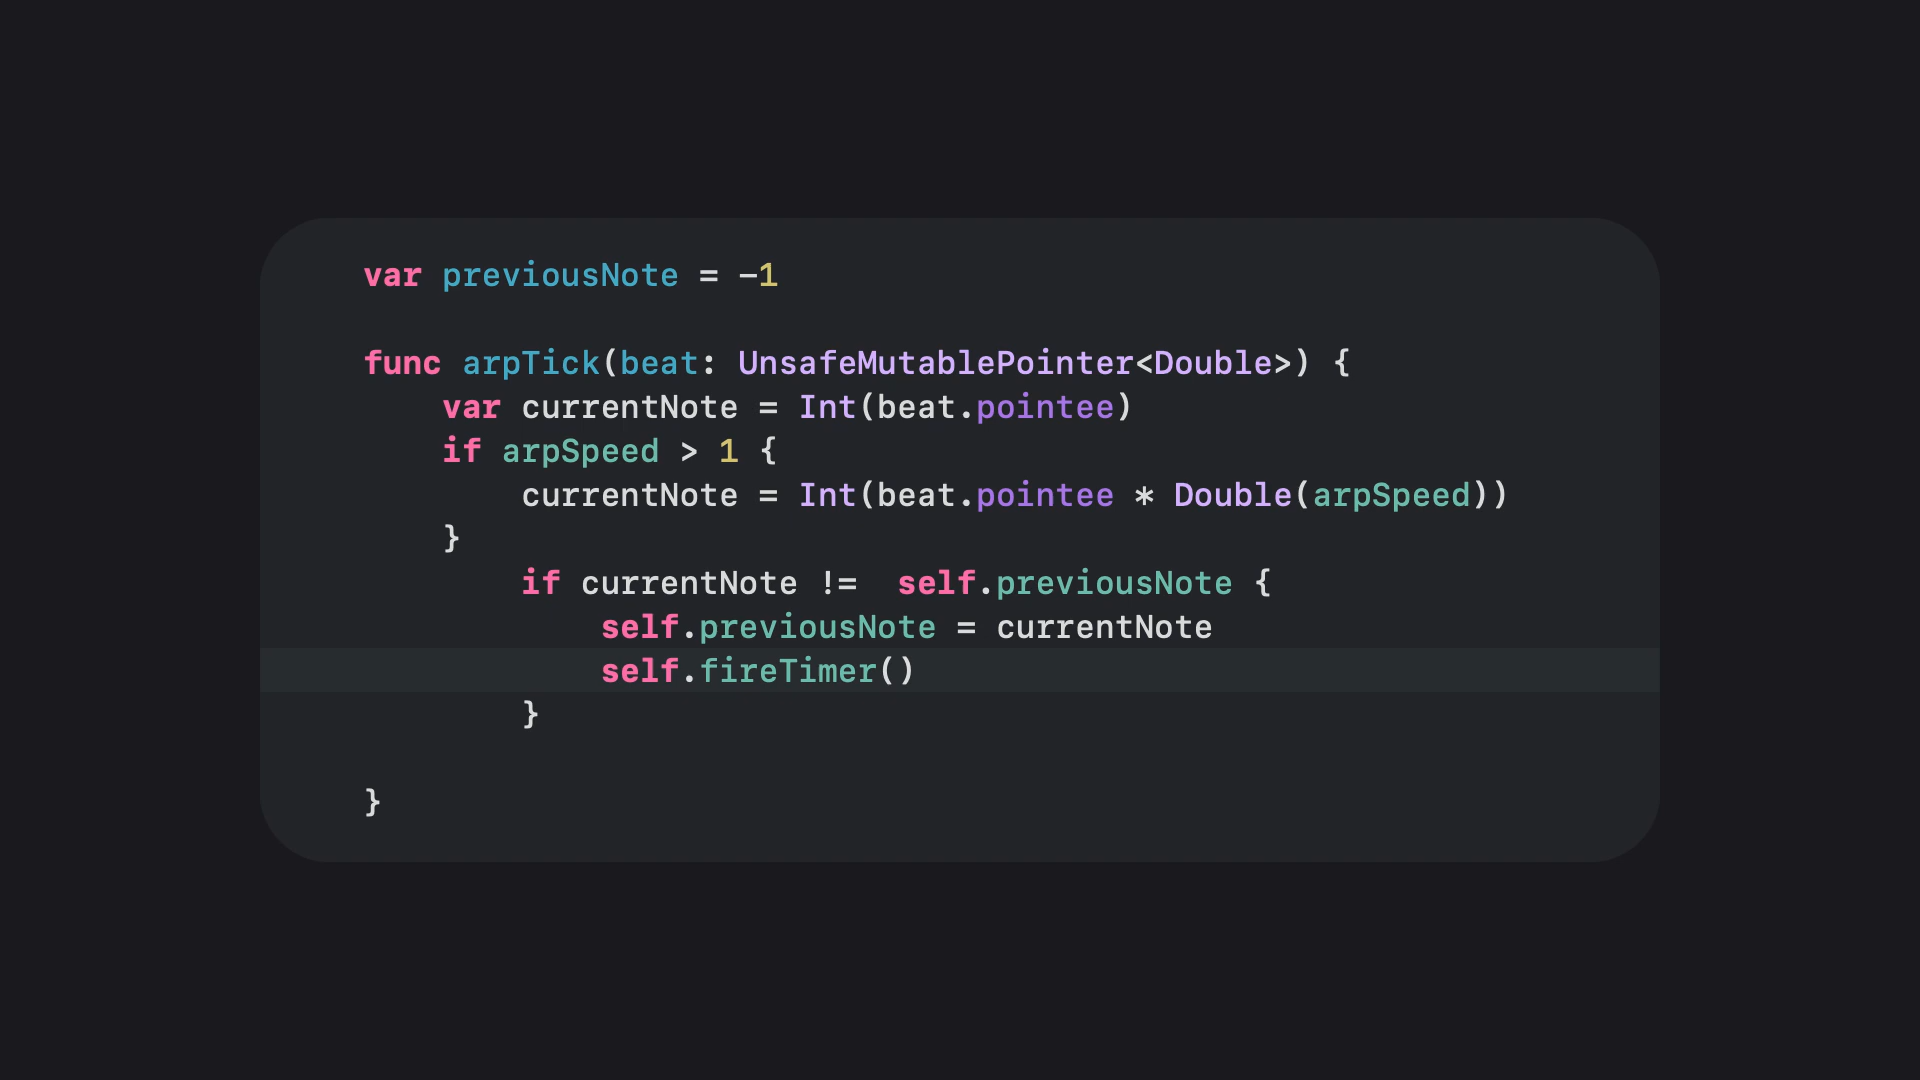 var previousNote = -1
func arpTick(beat: UnsafeMutablePointer<Double>) {
var currentNote = Int(beat.pointee)
if arpSpeed > 1 {
currentNote = Int(beat.pointee * Double(arpSpeed))
}
if currentNote !=  self.previousNote {
self.previousNote = currentNote
self.fireTimer()
}
}